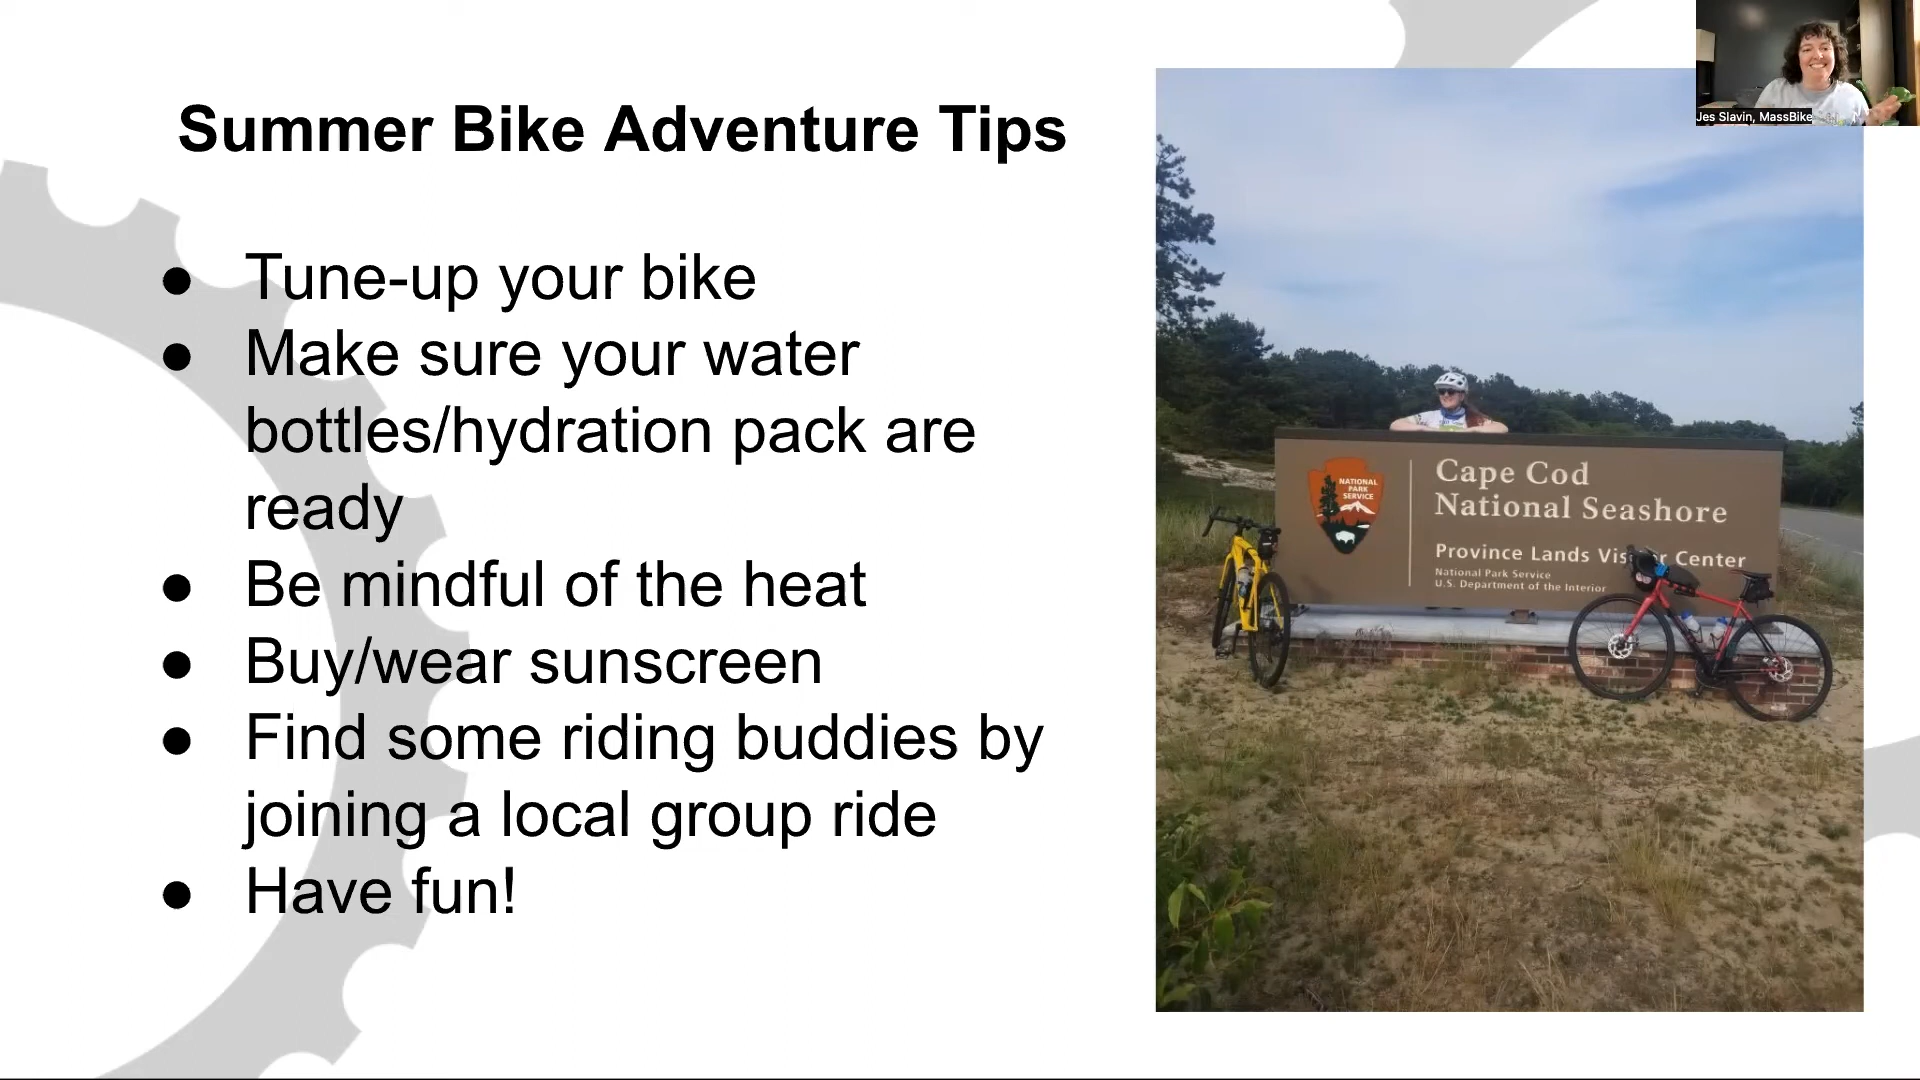 Summer Bike Adventure Tips
● Tune-up your bike
● Make sure your water
bottles/hydration pack are
ready
● Be mindful of the heat
● Buy/wear sunscreen
● Find some riding buddies by
joining a local group ride
● Have fun!
Jes Slavin, MassBike
NATIONAL
PARK
SERVICE
Cape Cod
National Seashore
Province Lands Center
National Park Service
U.S. Department of the Interior